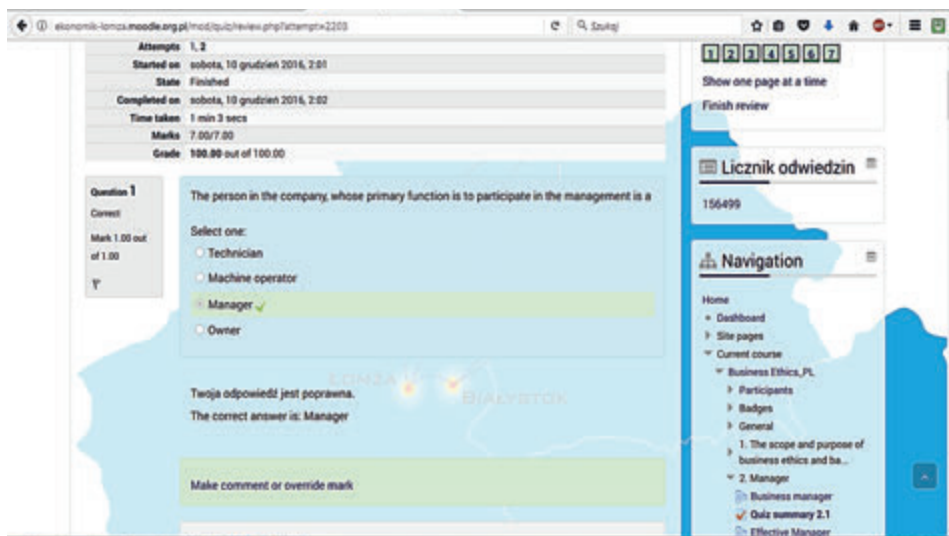 ekonomik-lomza.moodle.org.pl/mod/quiz/review.php?attempt=2203
Szukaj
Attempts 1, 2
Started on sobota, 10 grudzień 2016, 2:01
State Finished
Completed on sobota, 10 grudzień 2016, 2:02
Time taken 1 min 3 secs
Marks 7.00/7.00
Grade 100.00 out of 100.00
Question 1
Correct
Mark 1.00 out
of 1.00
The person in the company, whose primary function is to participate in the management is a
Select one:
Technician
Machine operator
Manager
Owner
ŁOMŻA
BIAŁYSTOK
Twoja odpowiedź jest poprawna.
The correct answer is: Manager
Make comment or override mark
1 2 3 4 5 6 7
Show one page at a time
Finish review
Licznik odwiedzin
156499
Navigation
Home
Dashboard
Site pages
Current course
Business Ethics_PL
Participants
Badges
General
1. The scope and purpose of
business ethics and ba...
2. Manager
Business manager
Quiz summary 2.1
Effective Manager